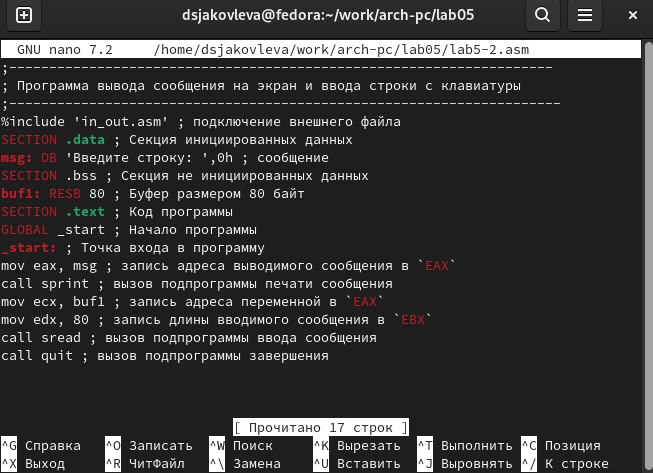 dsjakovleva@fedora:~/work/arch-pc/lab05
GNU nano 7.2 /home/dsjakovleva/work/arch-pc/lab05/lab5-2.asm
;--------------------------------------------------------------------
; Программа вывода сообщения на экран и ввода строки с клавиатуры
;---------------------------------------------------------------------
%include 'in_out.asm' ; подключение внешнего файла
SECTION .data ; Секция инициированных данных
msg: DB 'Введите строку: ',0h ; сообщение
SECTION .bss ; Секция не инициированных данных
buf1: RESB 80 ; Буфер размером 80 байт
SECTION .text ; Код программы
GLOBAL _start ; Начало программы
_start: ; Точка входа в программу
mov eax, msg ; запись адреса выводимого сообщения в `EAX`
call sprint ; вызов подпрограммы печати сообщения
mov ecx, buf1 ; запись адреса переменной в `EAX`
mov edx, 80 ; запись длины вводимого сообщения в `EBX`
call sread ; вызов подпрограммы ввода сообщения
call quit ; вызов подпрограммы завершения
[ Прочитано 17 строк ]
^G Справка ^O Записать ^W Поиск ^K Вырезать ^T Выполнить ^C Позиция
^X Выход ^R ЧитФайл ^\ Замена ^U Вставить ^J Выровнять ^/ К строке